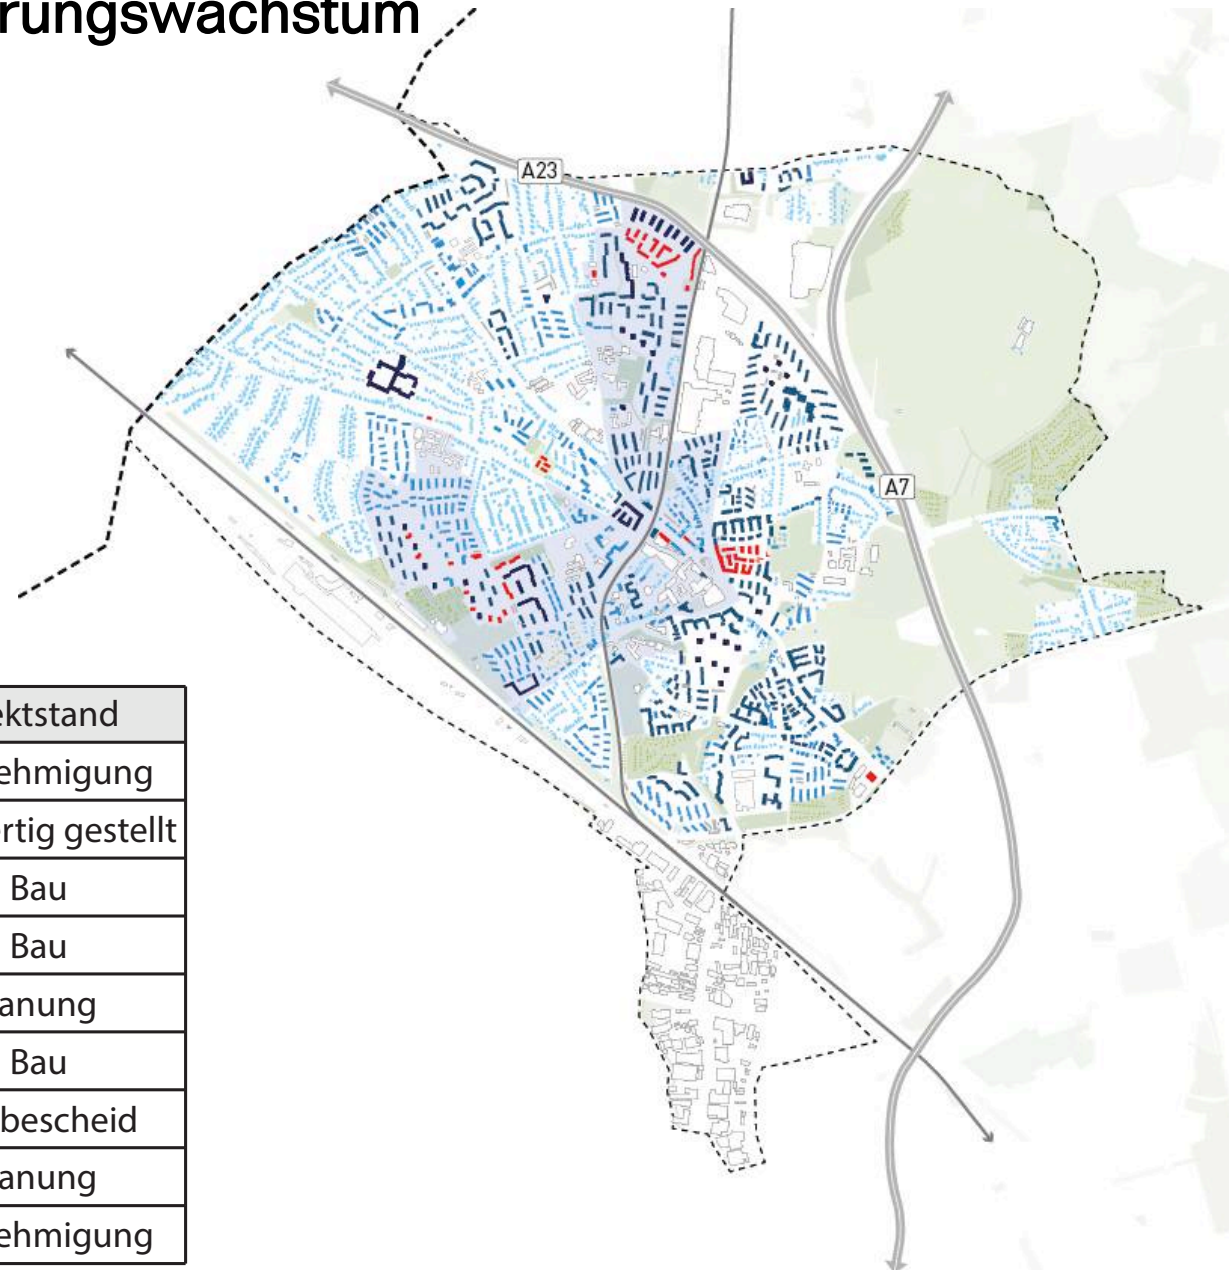 rungswachstum
A23
A7
ektstand
ehmigung
rtig gestellt
Bau
Bau
anung
Bau
bescheid
anung
ehmigung